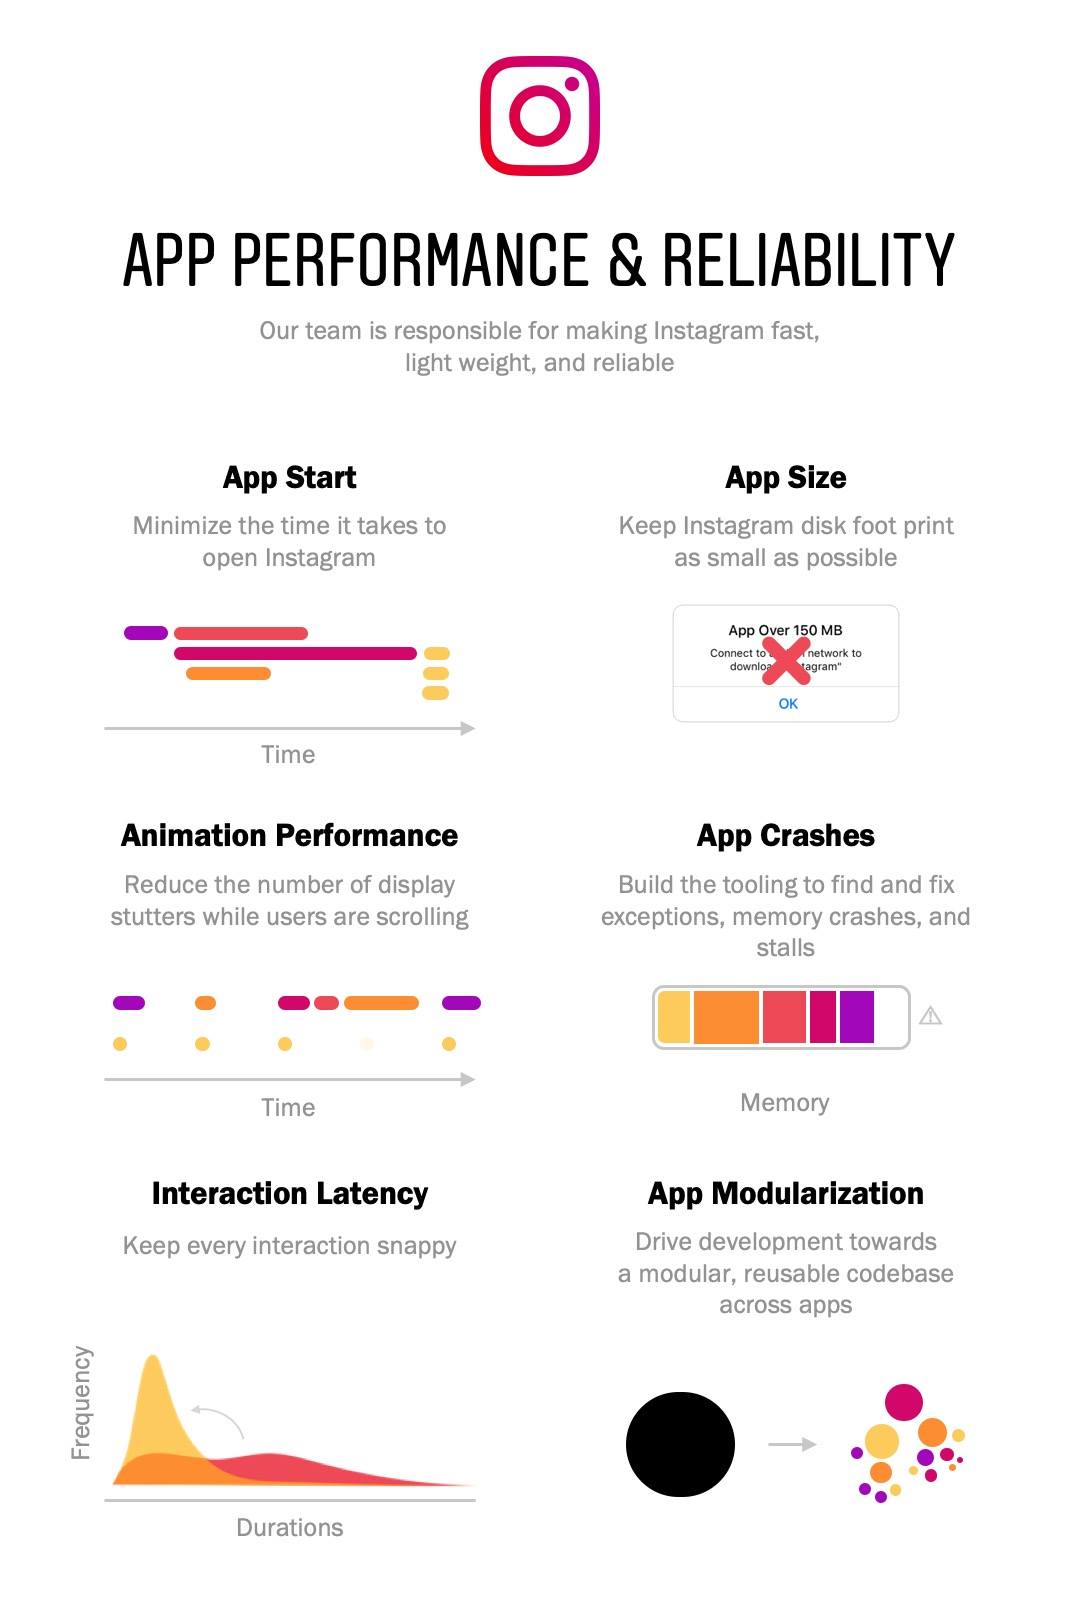 APP PERFORMANCE & RELIABILITY
Our team is responsible for making Instagram fast,
light weight, and reliable
App Start
Minimize the time it takes to
open Instagram
Time
App Size
Keep Instagram disk foot print
as small as possible
App Over 150 MB
Connect to network to
OK
Animation Performance
Reduce the number of display
stutters while users are scrolling
Time
App Crashes
Build the tooling to find and fix
exceptions, memory crashes, and
stalls
Memory
Interaction Latency
Keep every interaction snappy
Frequency
Durations
App Modularization
Drive development towards
a modular, reusable codebase
across apps